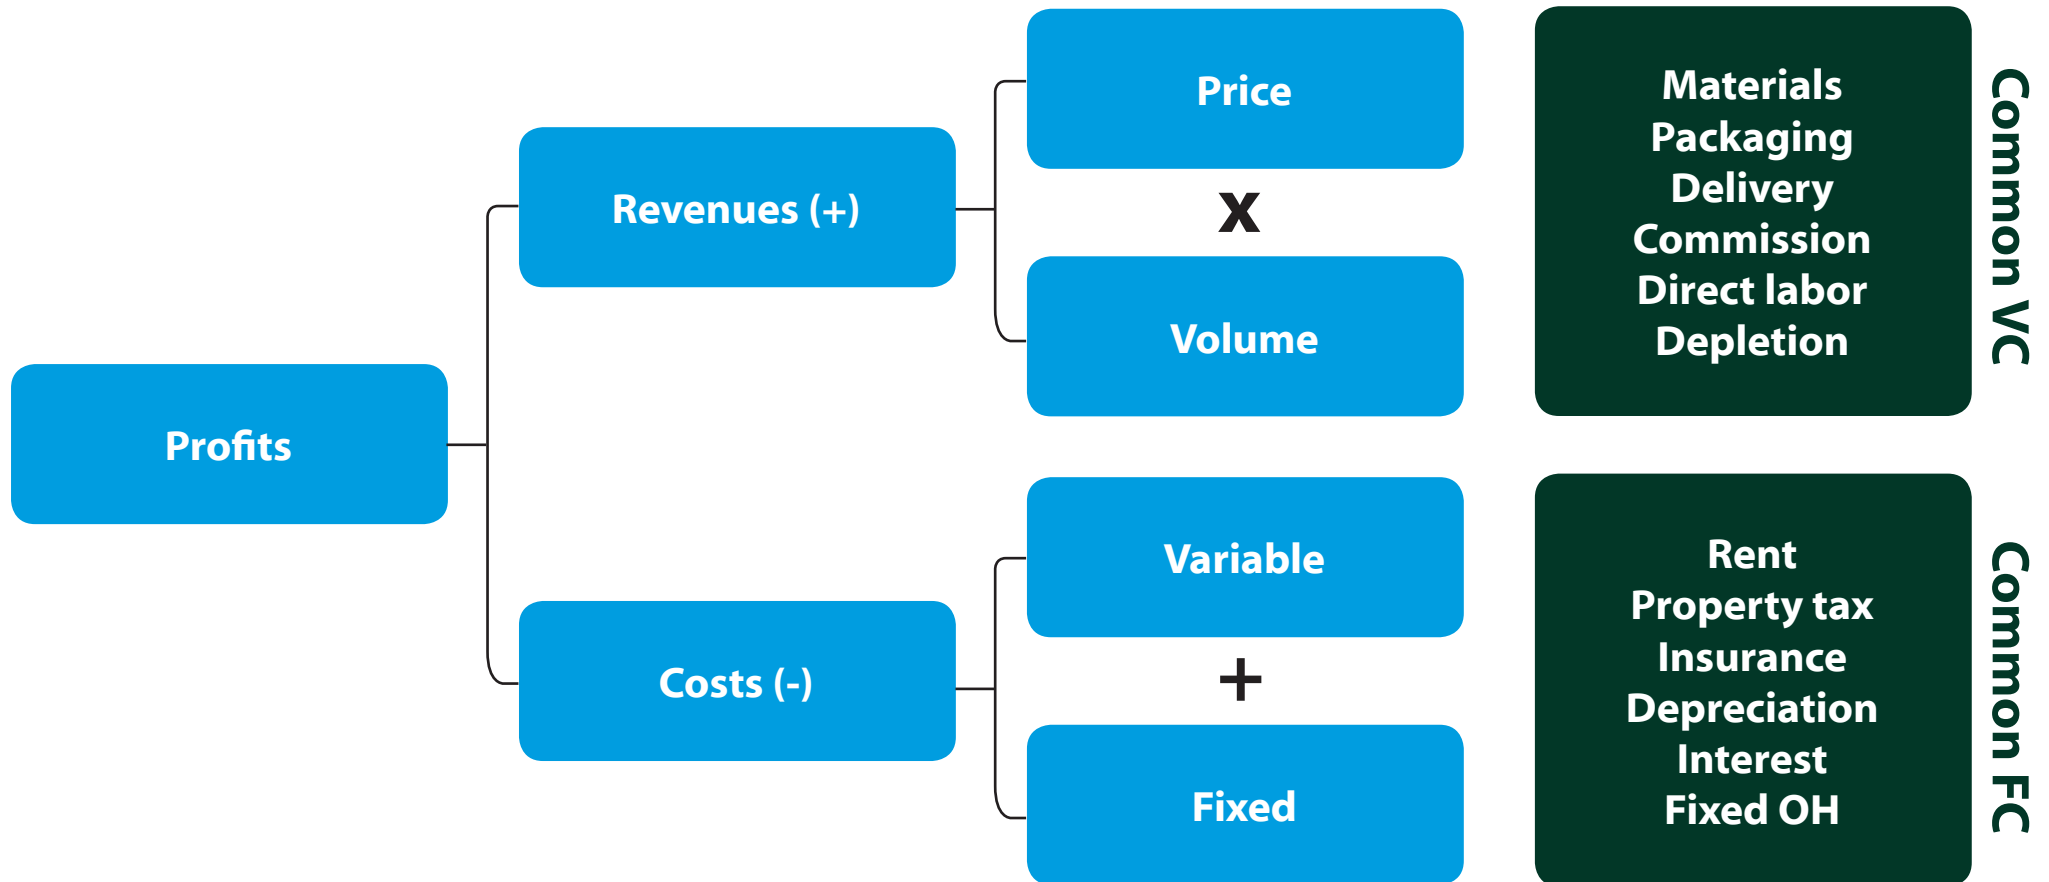 Profits
Revenues (+)
Costs (-)
Price
x
Volume
Variable
+
Fixed
Materials
Packaging
Delivery
Commission
Direct labor
Depletion
Common VC
Rent
Property tax
Insurance
Depreciation
Interest
Fixed OH
Common FC